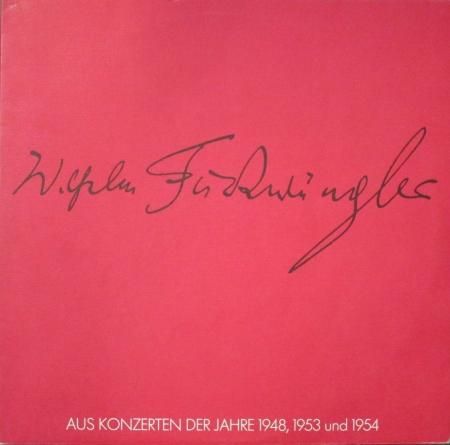 Wilhelm Furtwängler
AUS KONZERTEN DER JAHRE 1948, 1953 und 1954